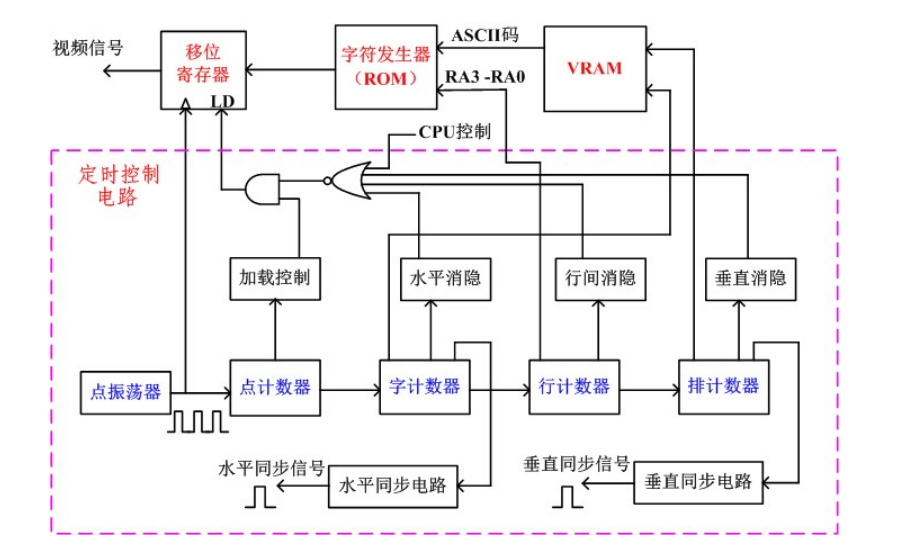 视频信号
移位
寄存器
LD
字符发生器
（ROM）
ASCII码
RA3 -RA0
VRAM
CPU控制
定时控制
电路
加载控制
水平消隐
行间消隐
垂直消隐
点振荡器
点计数器
字计数器
行计数器
排计数器
水平同步信号
水平同步电路
垂直同步信号
垂直同步电路